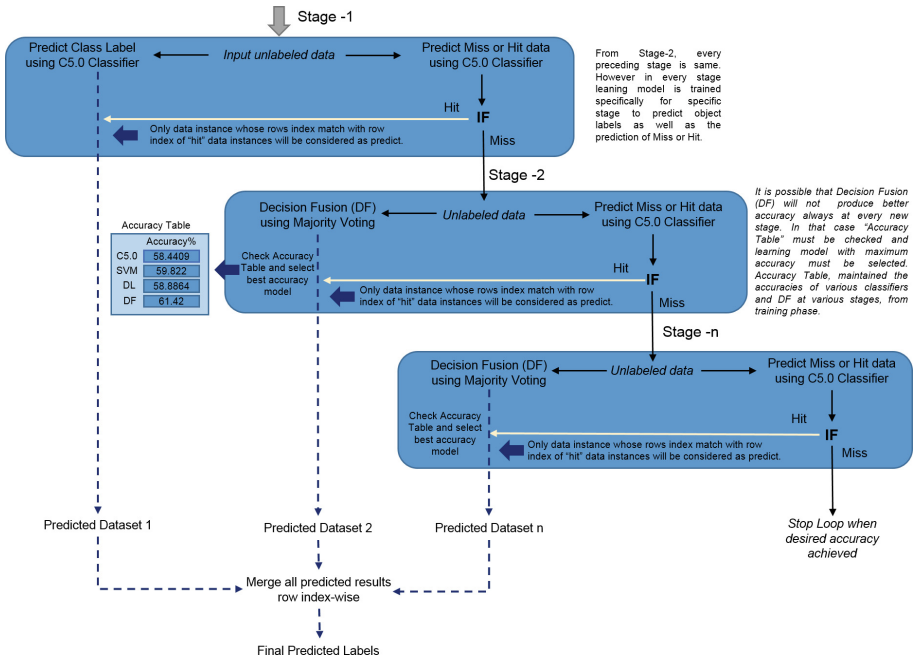 Stage -1
Predict Class Label
using C5.0 Classifier
Input unlabeled data
Predict Miss or Hit data
using C5.0 Classifier
Hit
IF
Miss
Only data instance whose rows index match with row
index of “hit” data instances will be considered as predict.
From Stage-2, every
preceding stage is same.
However in every stage
leaning model is trained
specifically for specific
stage to predict object
labels as well as the
prediction of Miss or Hit.
Stage -2
Decision Fusion (DF)
using Majority Voting
Unlabeled data
Predict Miss or Hit data
using C5.0 Classifier
Check Accuracy
Table and select
best accuracy
model
Hit
IF
Miss
Only data instance whose rows index match with row
index of “hit” data instances will be considered as predict.
It is possible that Decision Fusion
(DF) will not produce better
accuracy always at every new
stage. In that case “Accuracy
Table” must be checked and
learning model with maximum
accuracy must be selected.
Accuracy Table, maintained the
accuracies of various classifiers
and DF at various stages, from
training phase.
Accuracy Table
Accuracy%
C5.0 58.4409
SVM 59.822
DL 58.8864
DF 61.42
Stage -n
Decision Fusion (DF)
using Majority Voting
Unlabeled data
Predict Miss or Hit data
using C5.0 Classifier
Check Accuracy
Table and select
best accuracy
model
Hit
IF
Miss
Only data instance whose rows index match with row
index of “hit” data instances will be considered as predict.
Predicted Dataset 1
Predicted Dataset 2
Predicted Dataset n
Stop Loop when
desired accuracy
achieved
Merge all predicted results
row index-wise
Final Predicted Labels